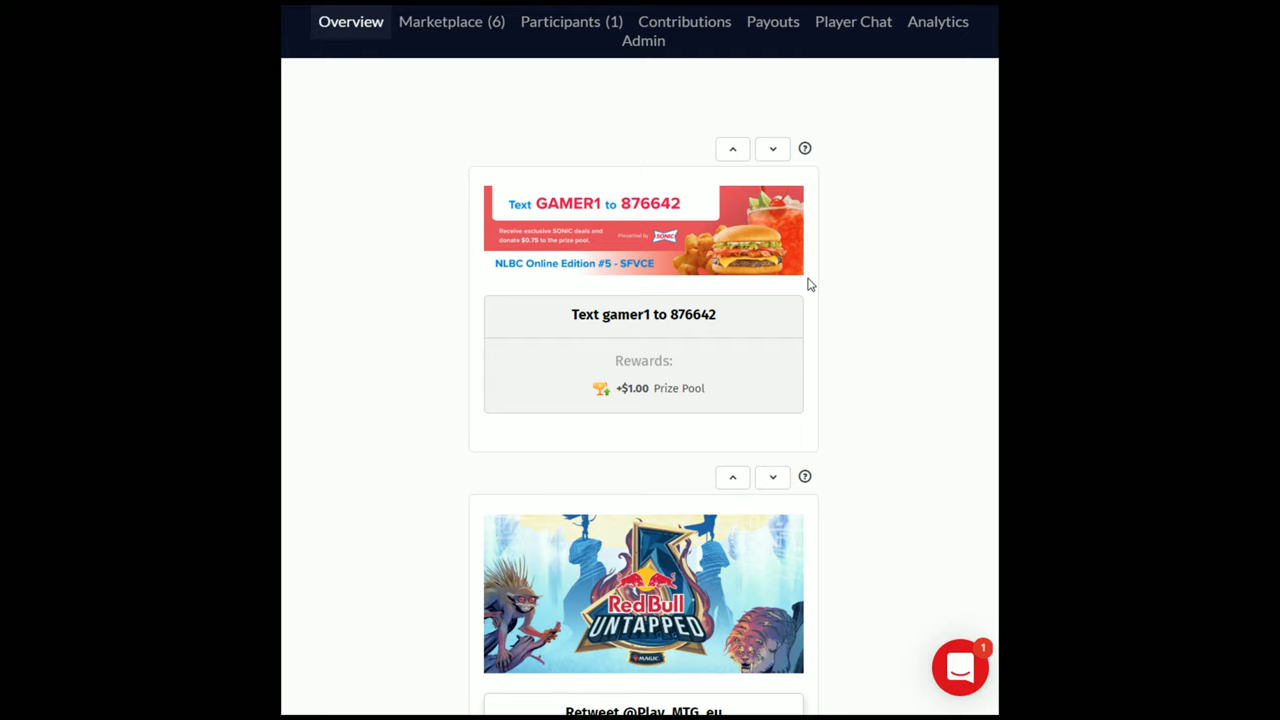 Overview Marketplace (6) Participants (1) Contributions Payouts Player Chat Analytics
Admin
Text GAMER1 to 876642
Receive exclusive SONIC deals and
donate $0.75 to the prize pool.
Presented by SONIC
NLBC Online Edition #5 - SFVCE
Text gamer1 to 876642
Rewards:
+$1.00 Prize Pool
Red Bull
UNTAPPED
MAGIC
Retweet @Play_MTG_eu
1